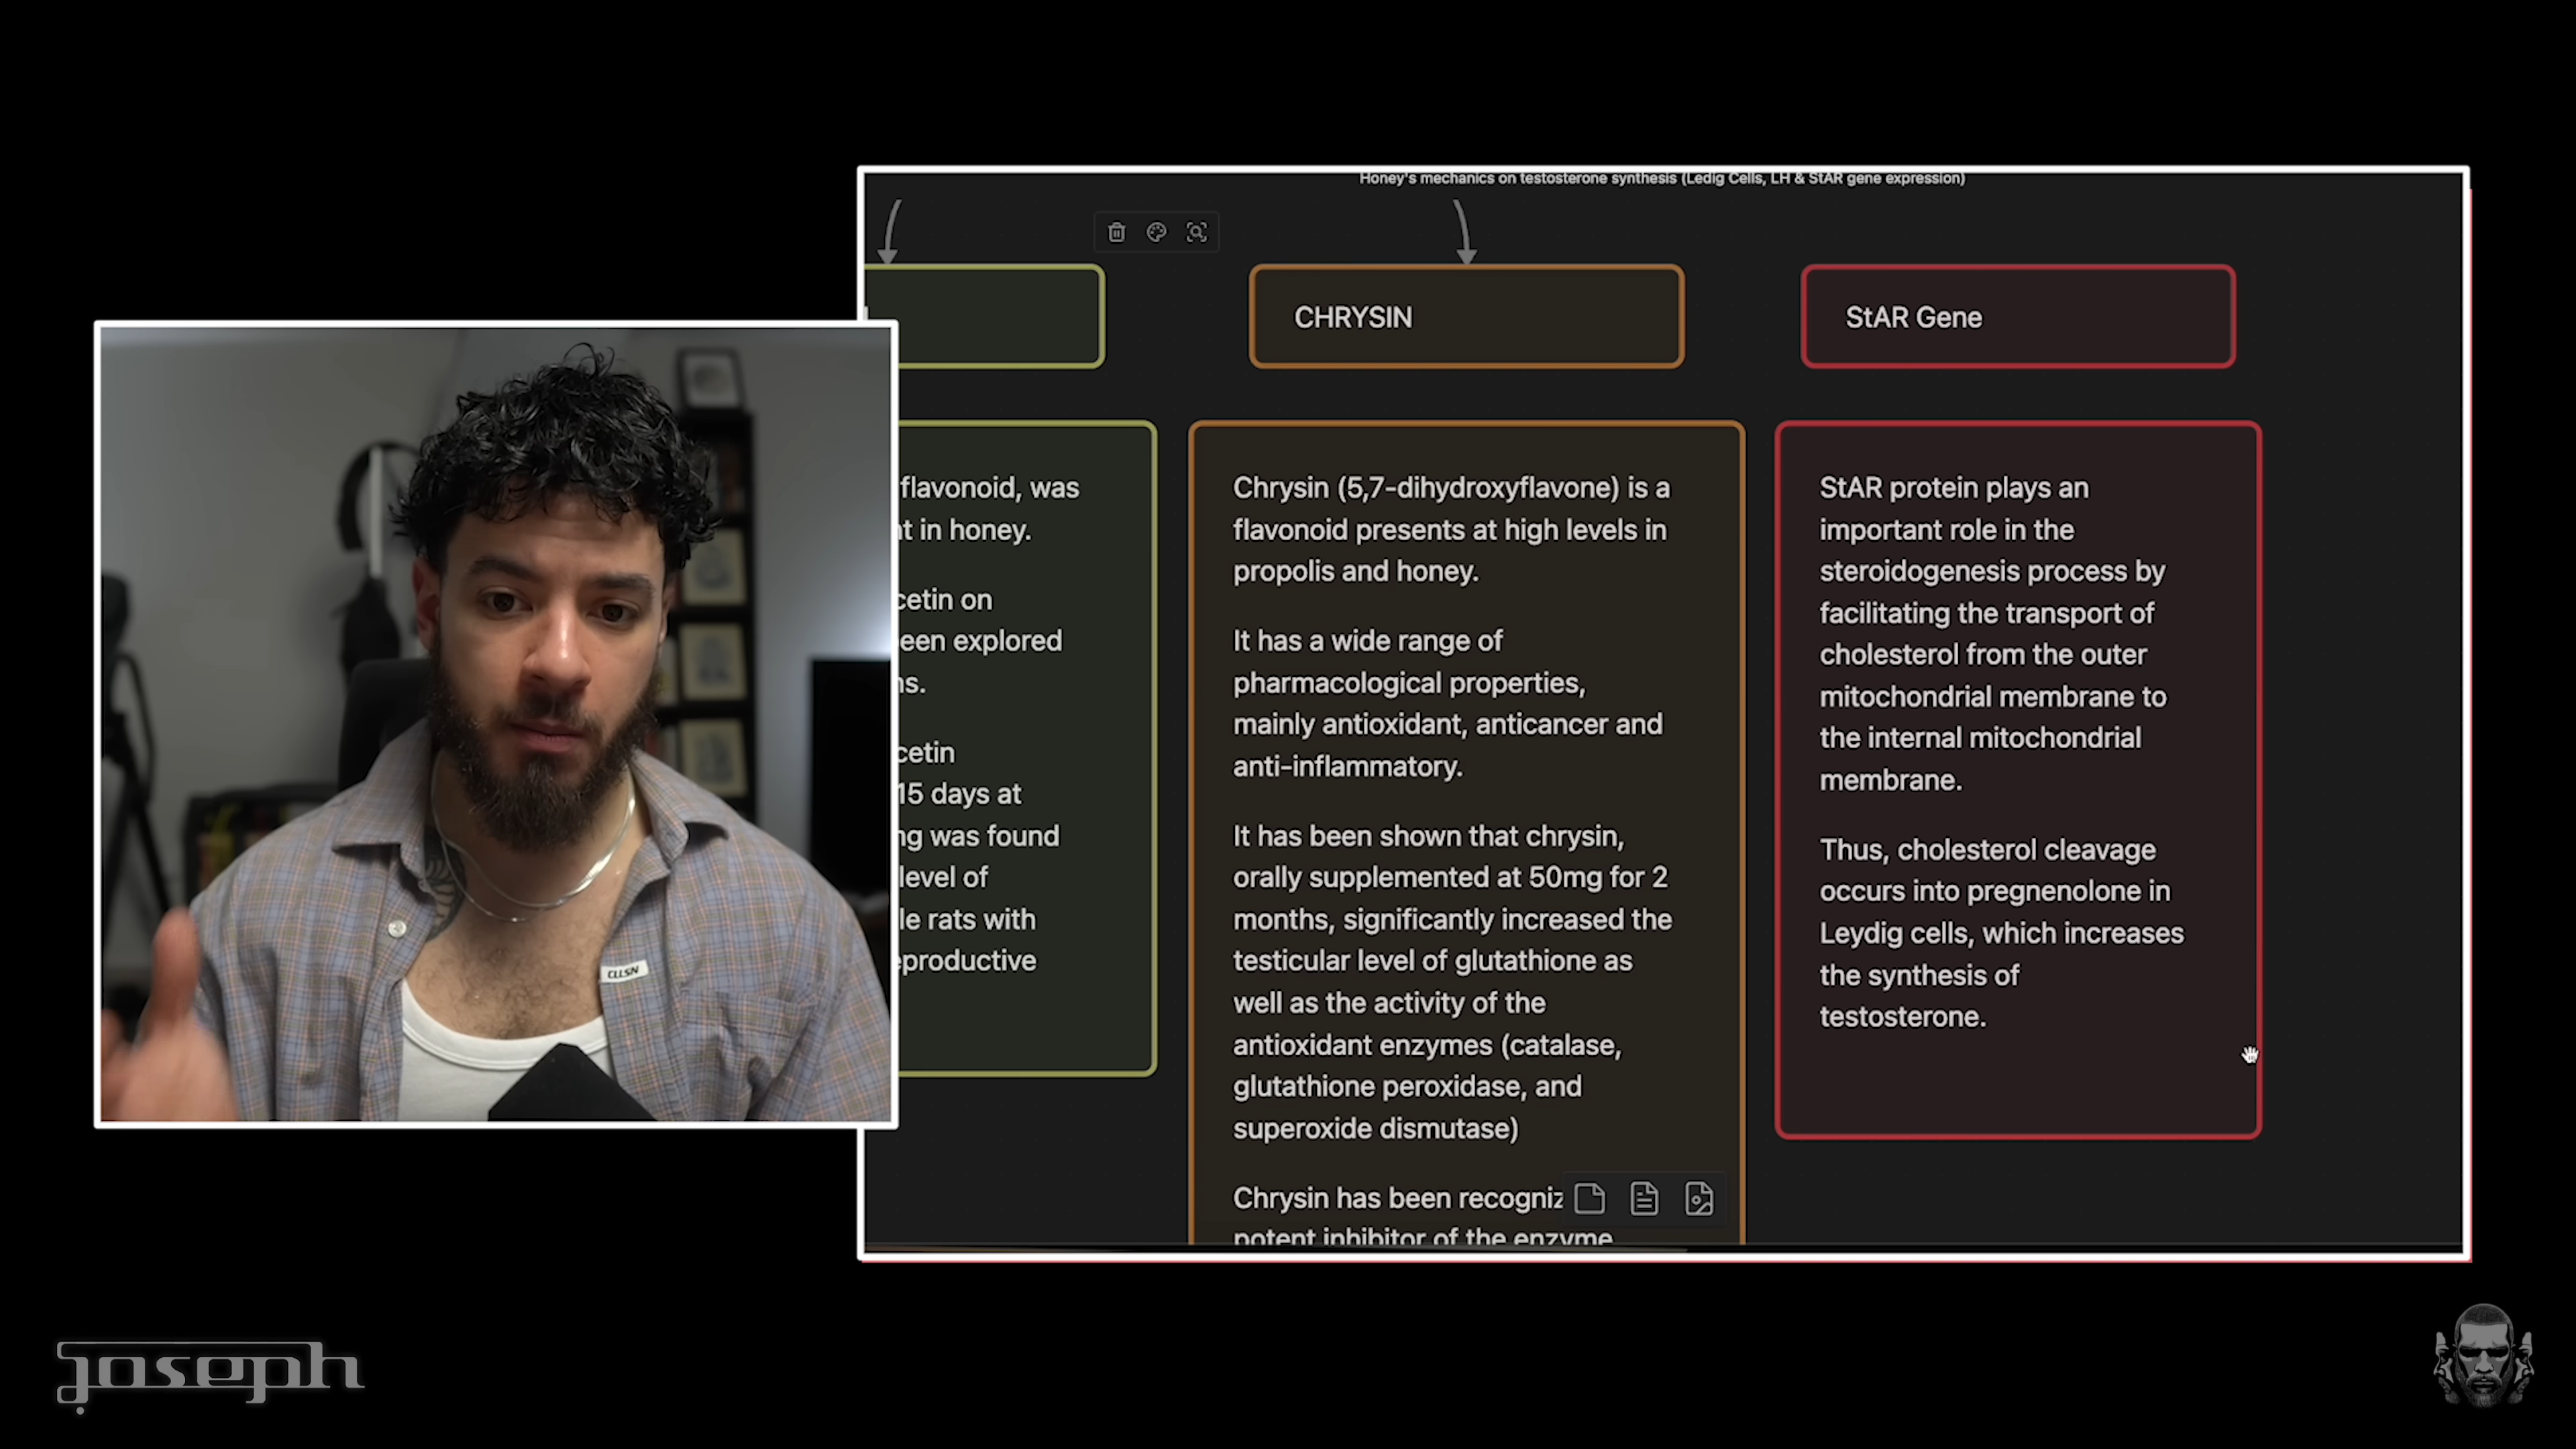 Honey's mechanics on testosterone synthesis (Ledig Cells, LH & StAR gene expression)
CHRYSIN
StAR Gene
flavonoid, was
in honey.
on
explored
15 days at
was found
level of
rats with
Chrysin (5,7-dihydroxyflavone) is a
flavonoid presents at high levels in
propolis and honey.
It has a wide range of
pharmacological properties,
mainly antioxidant, anticancer and
anti-inflammatory.
It has been shown that chrysin,
orally supplemented at 50mg for 2
months, significantly increased the
testicular level of glutathione as
well as the activity of the
antioxidant enzymes (catalase,
glutathione peroxidase, and
superoxide dismutase)
Chrysin has been recogniz
potent inhibitor of the enzyme
StAR protein plays an
important role in the
steroidogenesis process by
facilitating the transport of
cholesterol from the outer
mitochondrial membrane to
the internal mitochondrial
membrane.
Thus, cholesterol cleavage
occurs into pregnenolone in
Leydig cells, which increases
the synthesis of
testosterone.
CLLSN
joseph